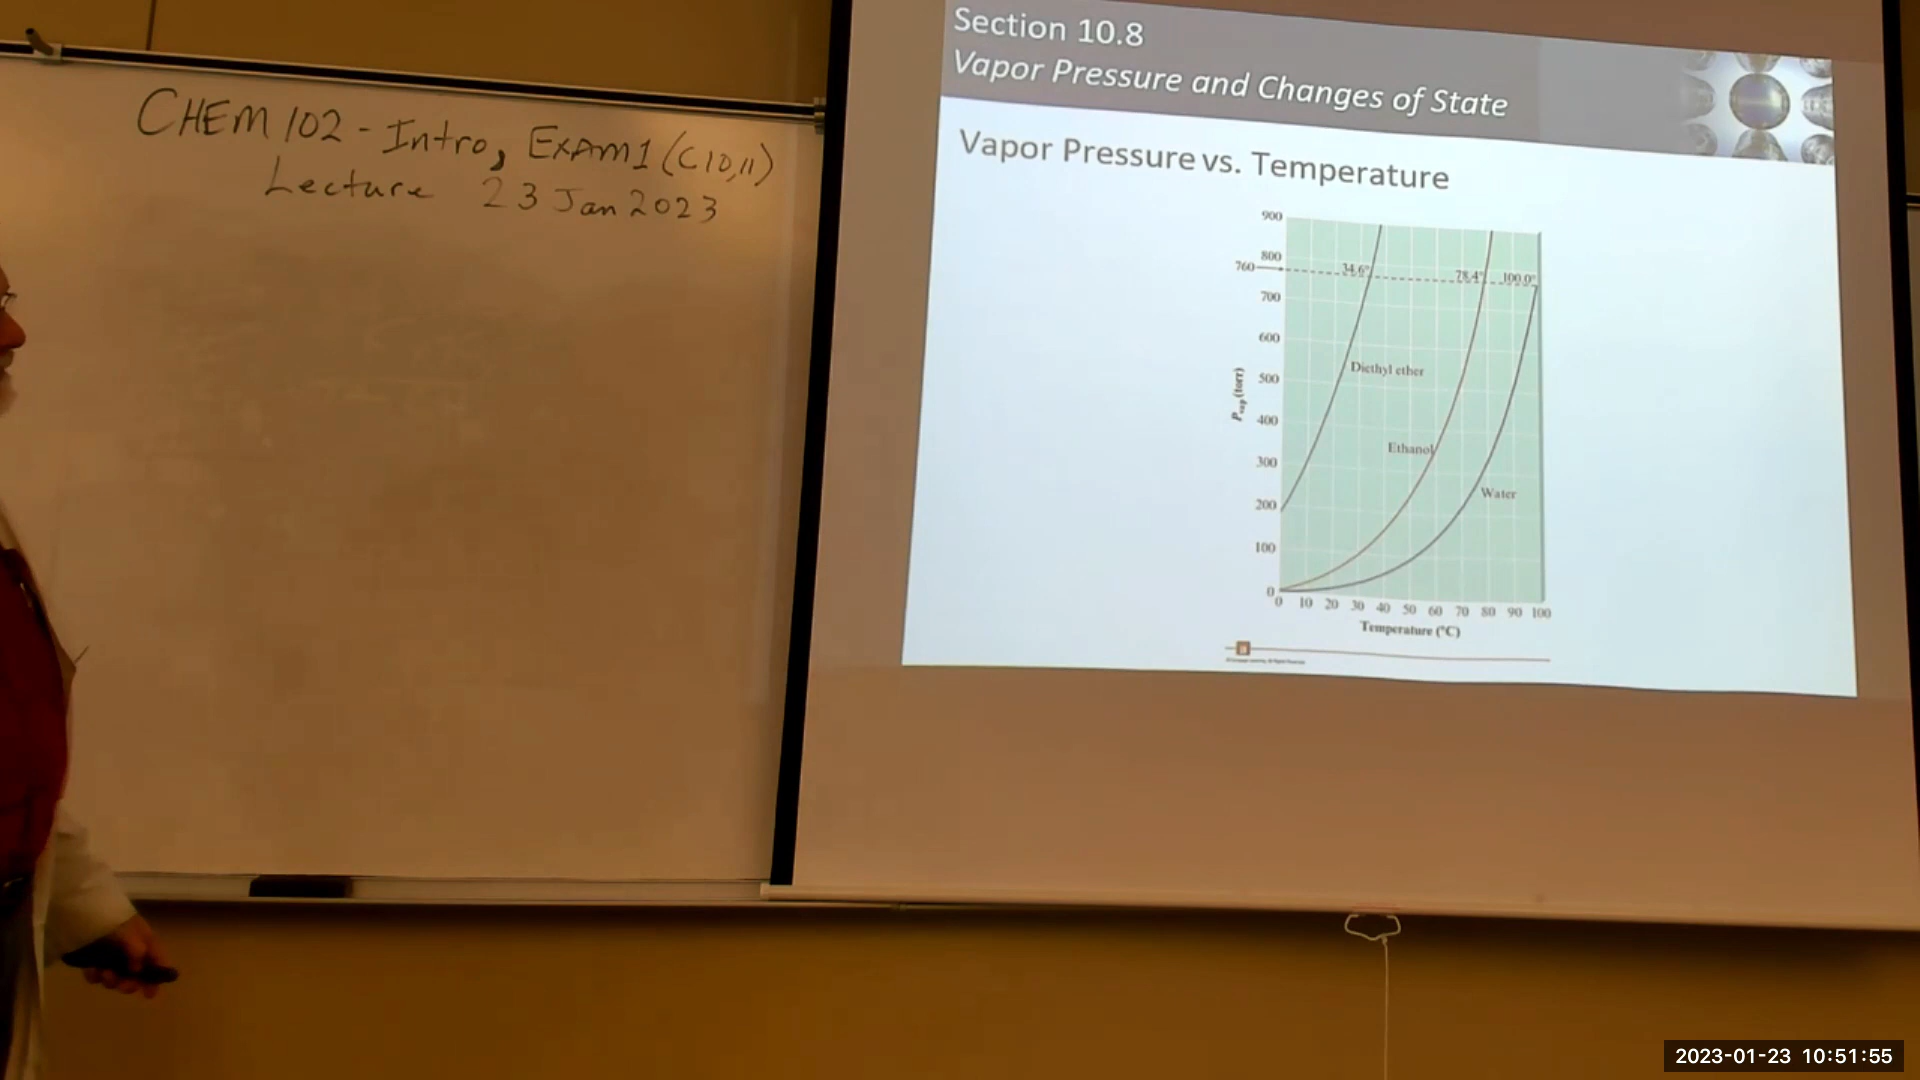 CHEM 102 - Intro, EXAM 1 (C10,11)
Lecture 23 Jan 2023
Section 10.8
Vapor Pressure and Changes of State
Vapor Pressure vs. Temperature
900
800
760
700
600
500
400
300
200
100
0
P vap (torr)
34.6° 78.4° 100.0°
Diethyl ether
Ethanol
Water
0 10 20 30 40 50 60 70 80 90 100
Temperature (°C)
2023-01-23 10:51:55